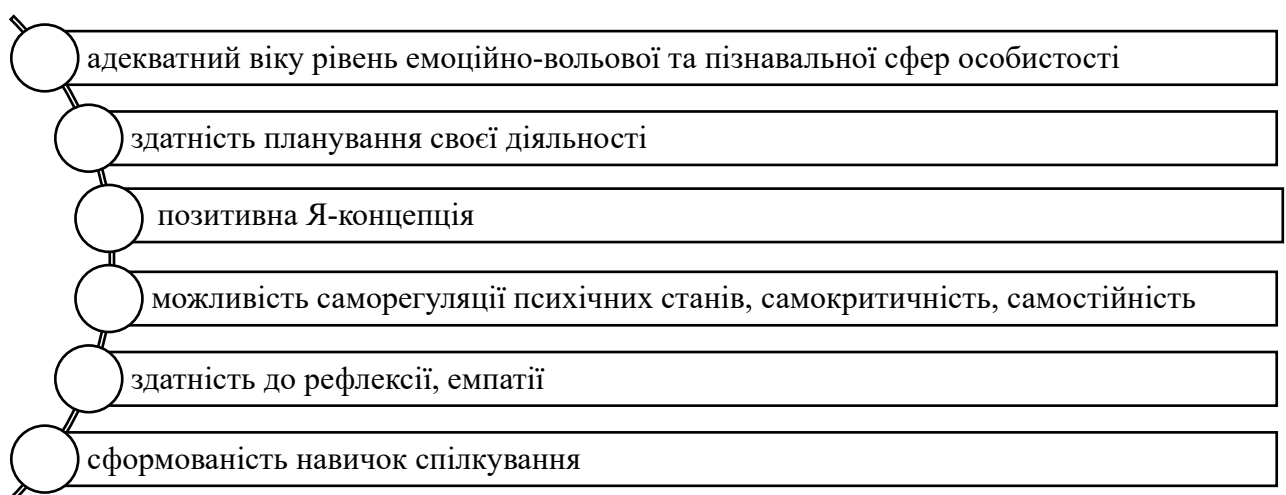 адекватний віку рівень емоційно-вольової та пізнавальної сфер особистості
здатність планування своєї діяльності
позитивна Я-концепція
можливість саморегуляції психічних станів, самокритичність, самостійність
здатність до рефлексії, емпатії
сформованість навичок спілкування